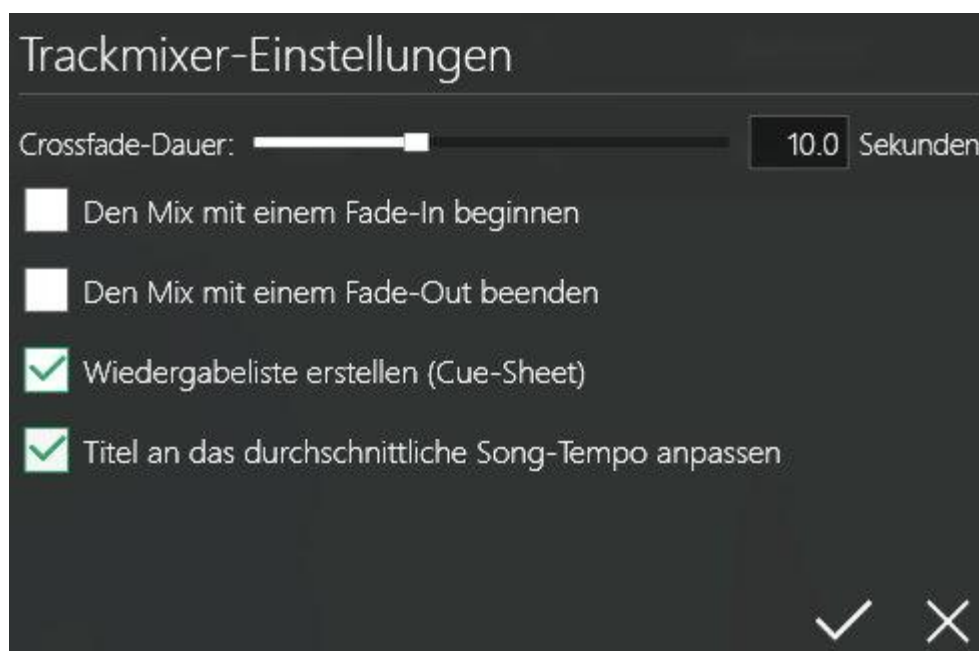 Trackmixer-Einstellungen
Crossfade-Dauer: 10.0 Sekunden
Den Mix mit einem Fade-In beginnen
Den Mix mit einem Fade-Out beenden
Wiedergabeliste erstellen (Cue-Sheet)
Titel an das durchschnittliche Song-Tempo anpassen